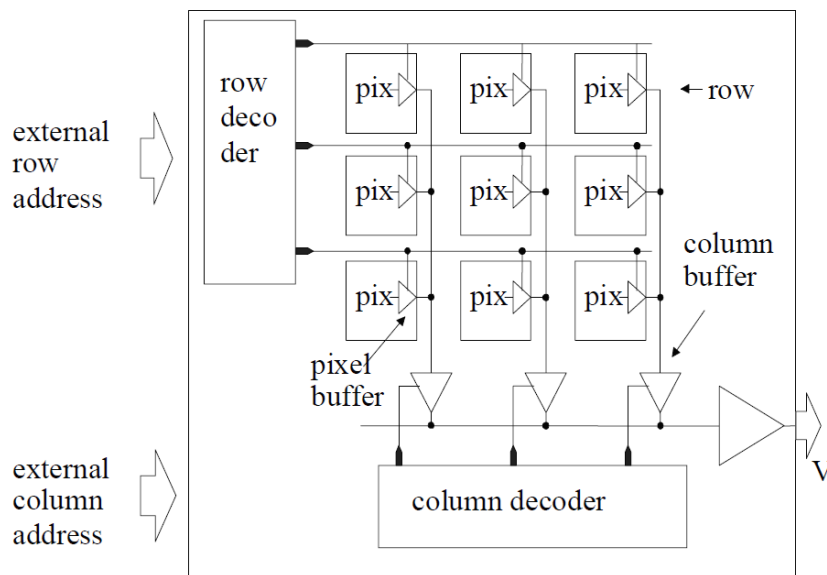 row
deco
der
external
row
address
pix
pix
pix
row
pix
pix
pix
column
buffer
pix
pix
pix
pixel
buffer
external
column
address
column decoder
V